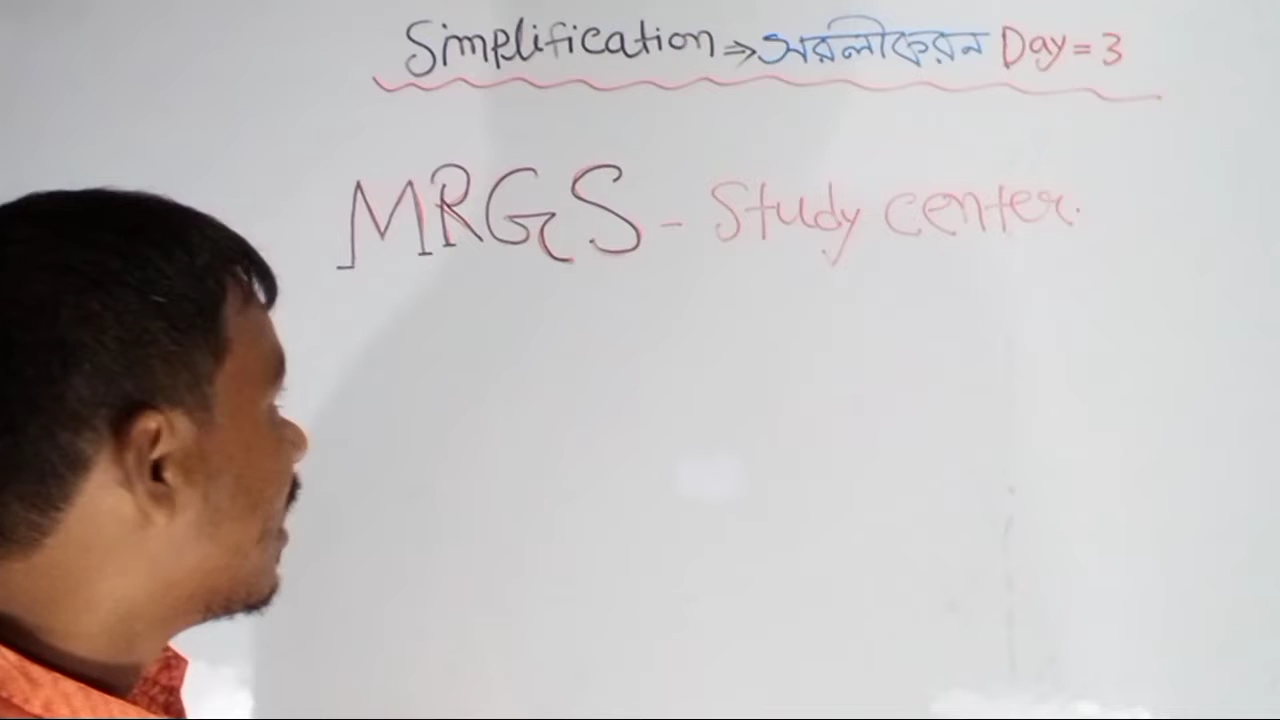 Simplification ⇒ সরলীকরন Day = 3
MRGS - Study center.